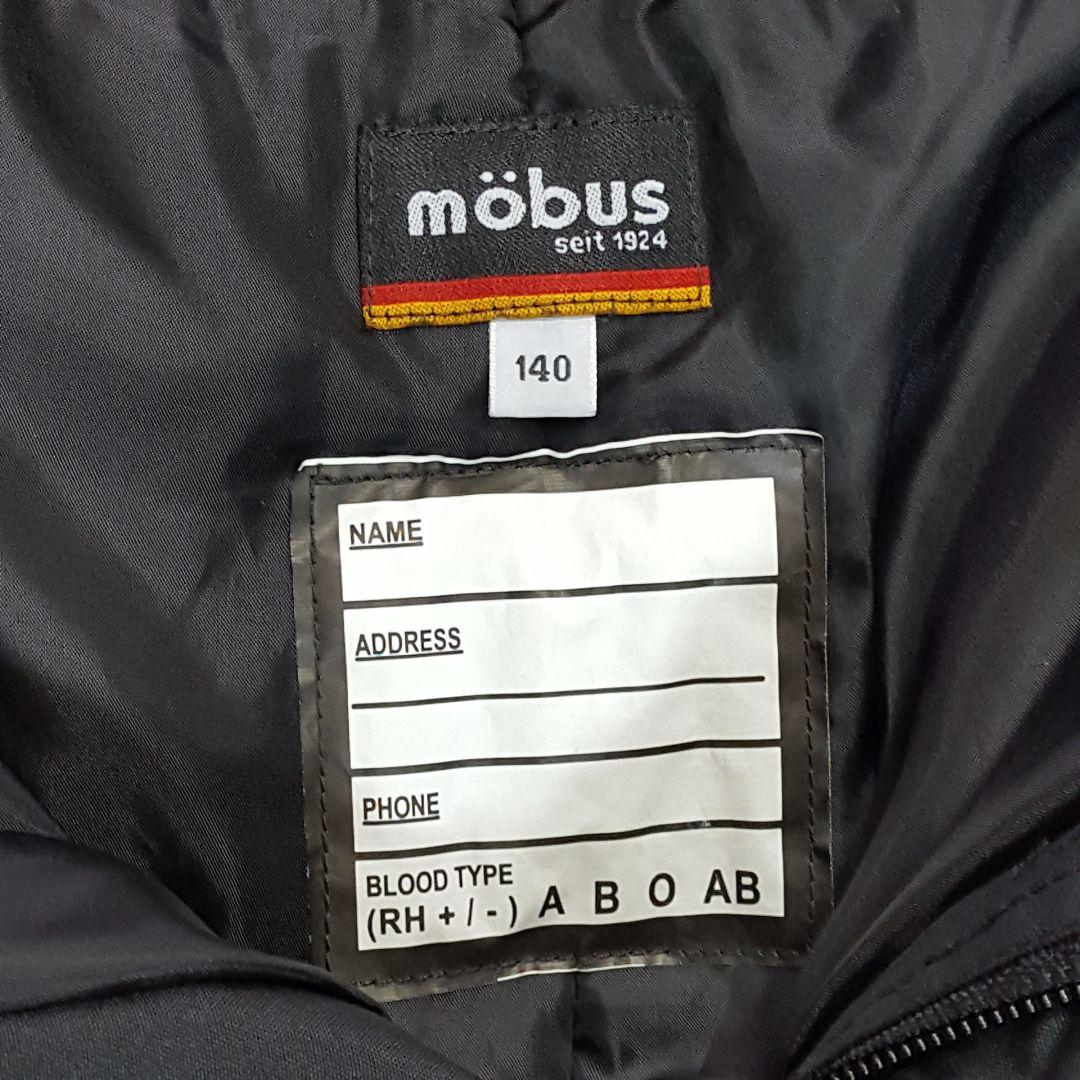 möbus
seit 1924
140
NAME
ADDRESS
PHONE
BLOOD TYPE
(RH + / - ) A B O AB